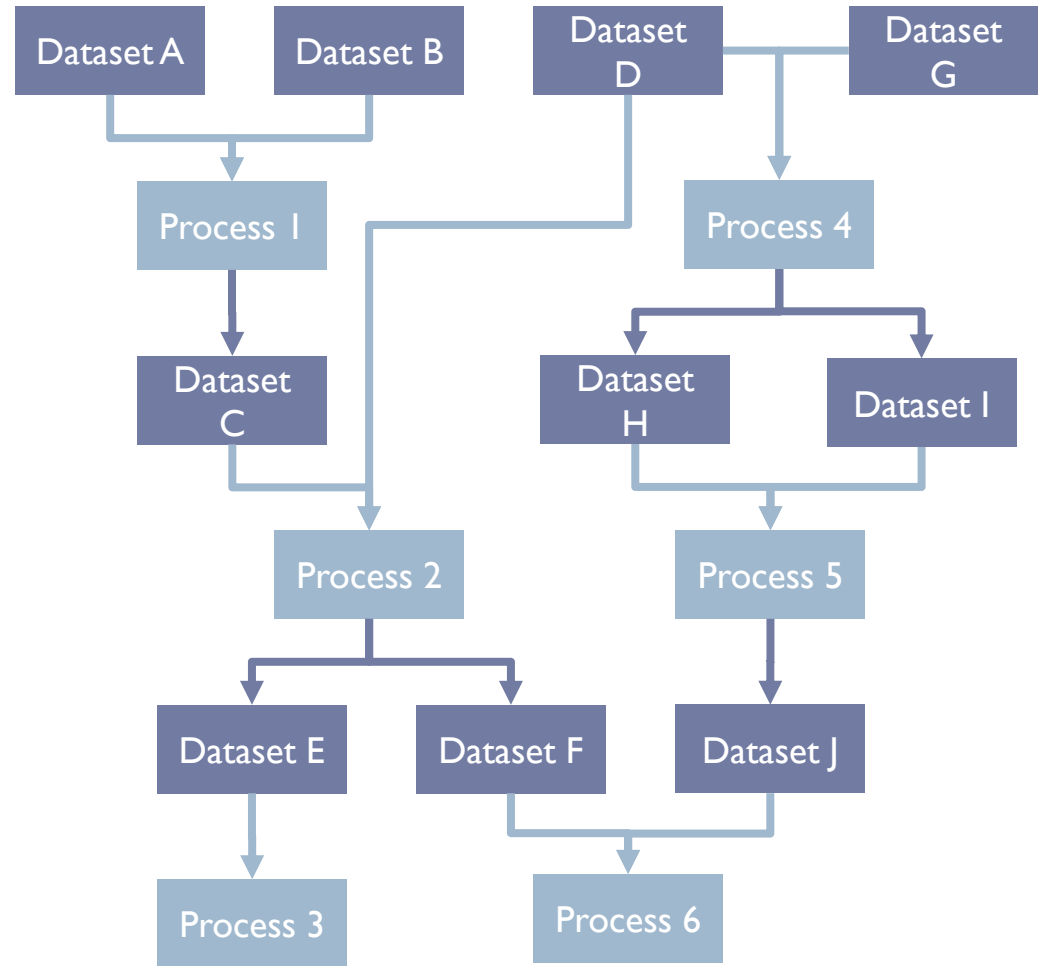 Dataset A
Dataset B
Dataset
D
Dataset
G
Process 1
Process 4
Dataset
C
Dataset
H
Dataset I
Process 2
Process 5
Dataset E
Dataset F
Dataset J
Process 3
Process 6